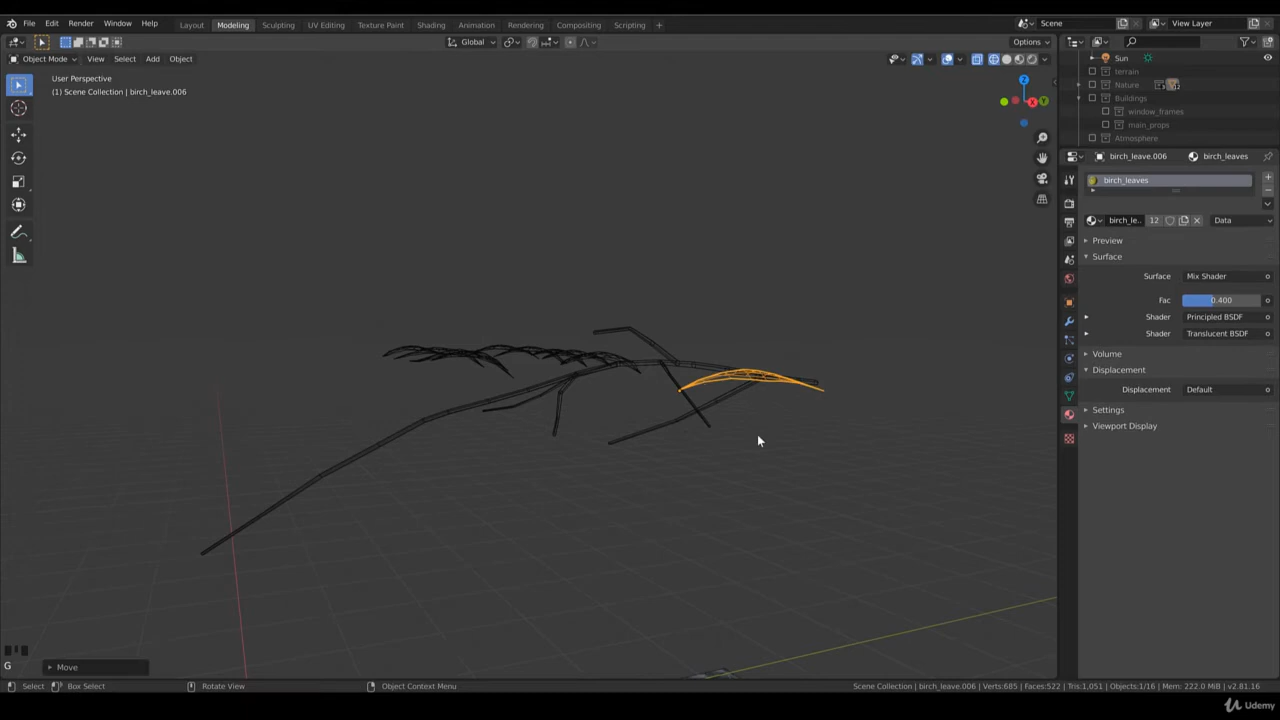 File Edit Render Window Help Layout Modeling Sculpting UV Editing Texture Paint Shading Animation Rendering Compositing Scripting + Scene View Layer
Global Options
Object Mode View Select Add Object
User Perspective
(1) Scene Collection | birch_leave.006
Z
X
Y
Sun
terrain
Nature
Buildings
window_frames
main_props
Atmosphere
birch_leave.006 birch_leaves
birch_leaves
birch_le.. 12 Data
Preview
Surface
Surface Mix Shader
Fac 0.400
Shader Principled BSDF
Shader Translucent BSDF
Volume
Displacement
Displacement Default
Settings
Viewport Display
G
Move
Select Box Select Rotate View Object Context Menu Scene Collection | birch_leave.006 | Verts:685 | Faces:522 | Tris:1,051 | Objects:1/16 | Mem: 222.0 MiB | v2.81.16
Udemy